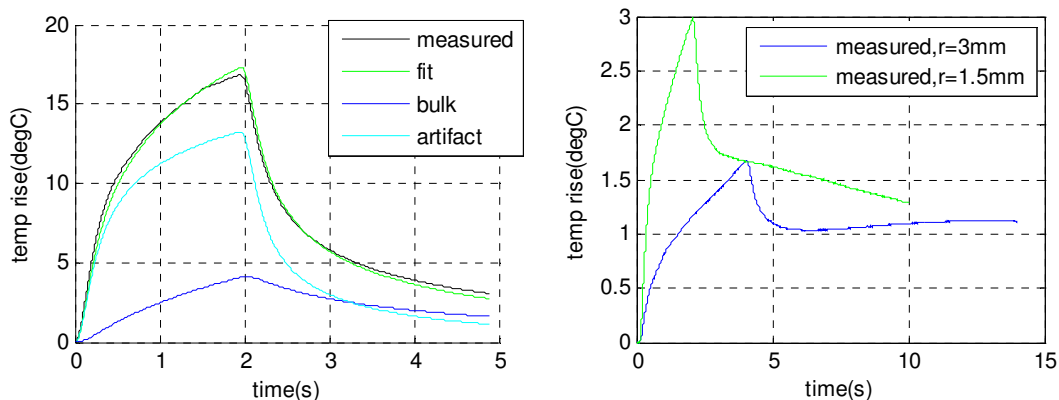 20
15
10
5
0
temp rise(degC)
0 1 2 3 4 5
time(s)
measured
fit
bulk
artifact
3
2.5
2
1.5
1
0.5
0
temp rise(degC)
0 5 10 15
time(s)
measured,r=3mm
measured,r=1.5mm